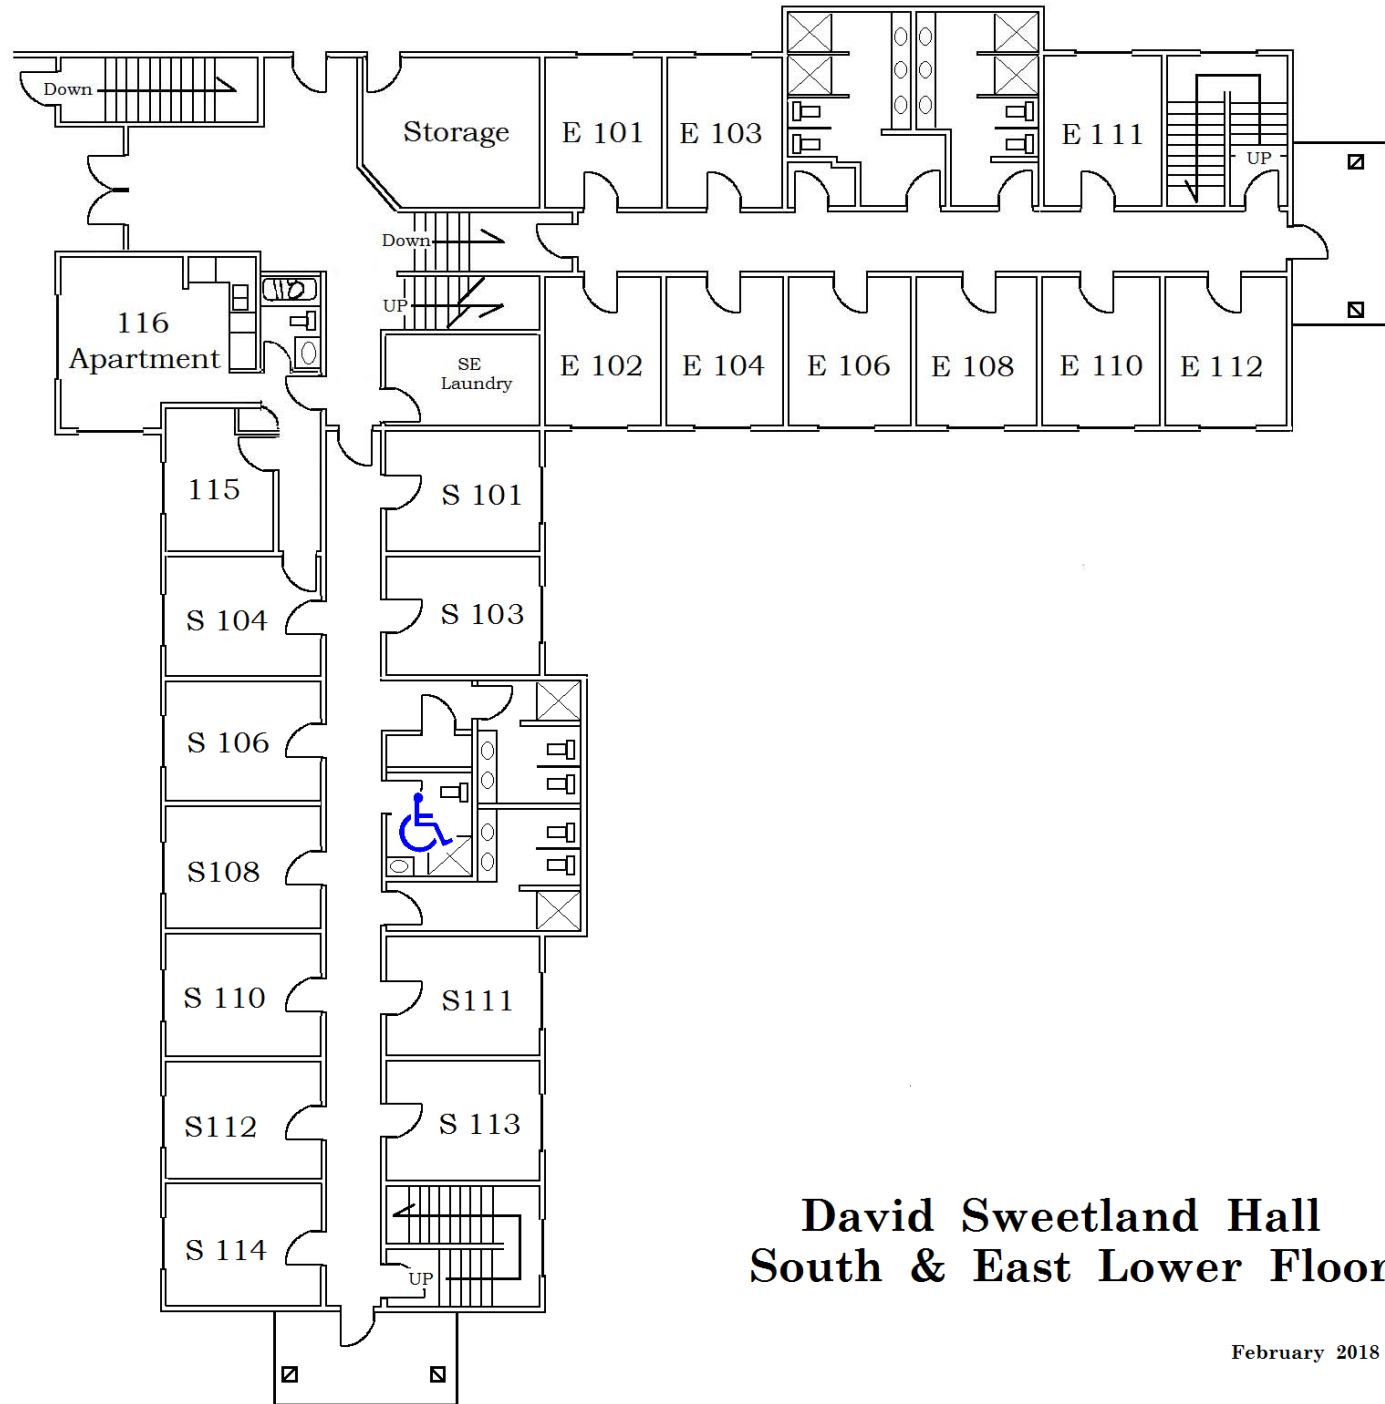 Down
Storage
E 101
E 103
E 111
UP
Down
UP
116
Apartment
SE
Laundry
E 102
E 104
E 106
E 108
E 110
E 112
115
S 101
S 104
S 103
S 106
S108
S 110
S111
S112
S 113
S 114
UP
David Sweetland Hall
South & East Lower Floor
February 2018